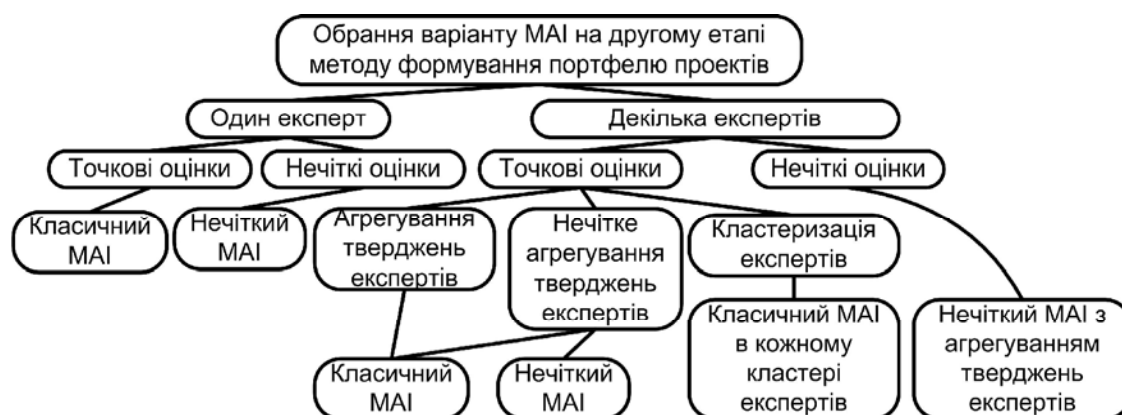 Обрання варіанту МАІ на другому етапі
методу формування портфелю проектів
Один експерт
Декілька експертів
Точкові оцінки
Нечіткі оцінки
Точкові оцінки
Нечіткі оцінки
Класичний
МАІ
Нечіткий
МАІ
Агрегування
тверджень
експертів
Нечітке
агрегування
тверджень
експертів
Кластеризація
експертів
Класичний
МАІ
Нечіткий
МАІ
Класичний МАІ
в кожному
кластері
експертів
Нечіткий МАІ з
агрегуванням
тверджень
експертів